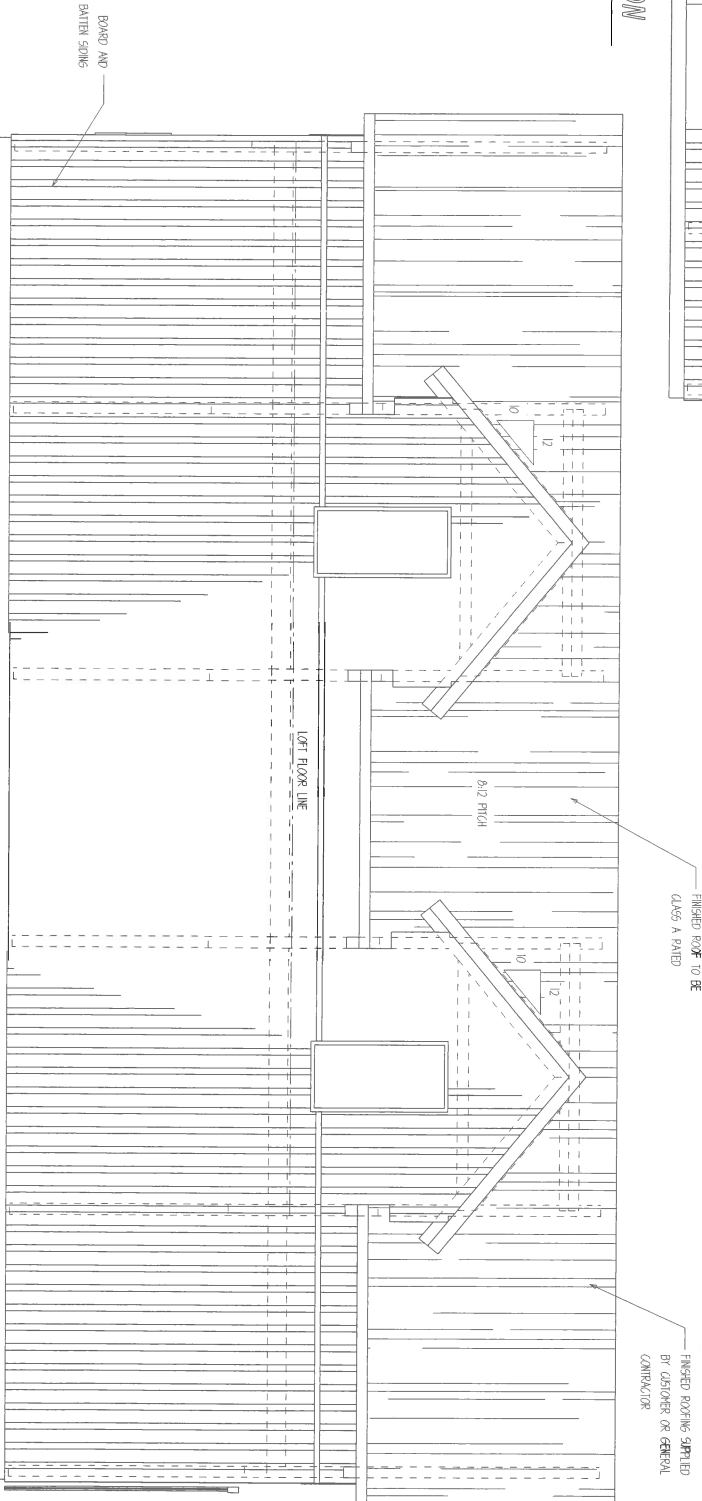 ON
FINISHED ROOF TO BE
CLASS A RATED
FINISHED ROOFING SUPPLIED
BY CUSTOMER OR GENERAL
CONTRACTOR
12
10
12
10
8:12 PITCH
LOFT FLOOR LINE
BOARD AND
BATTEN SIDING